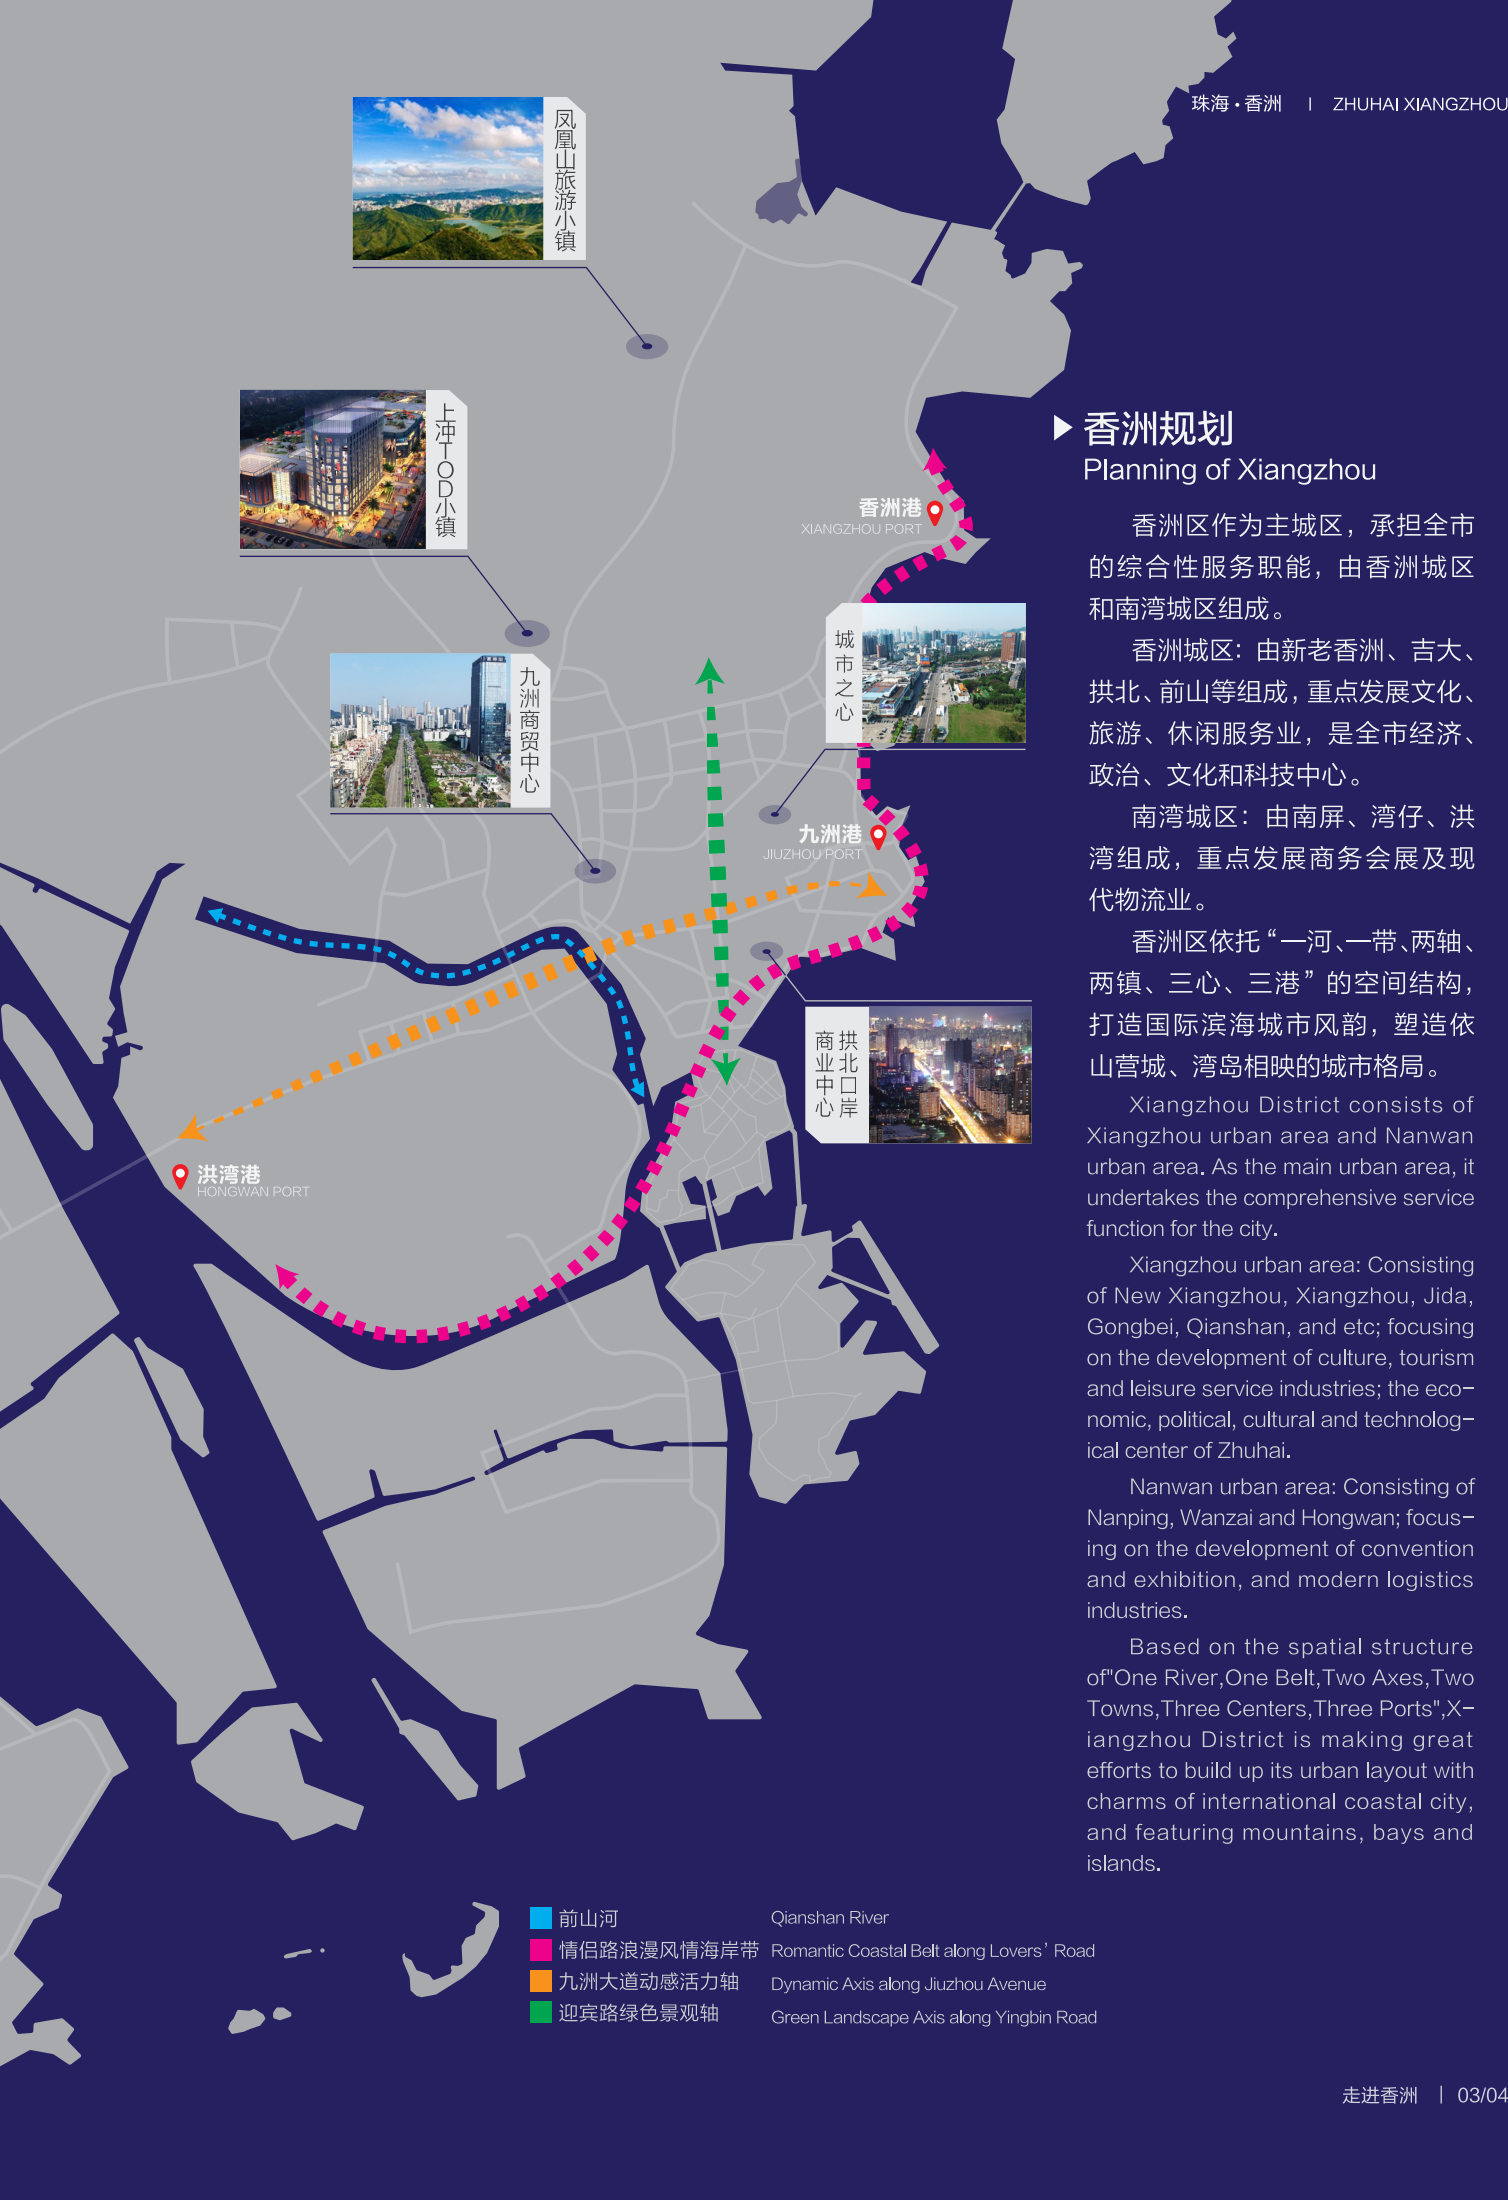 珠海·香洲 | ZHUHAI XIANGZHOU
凤凰山旅游小镇
上冲TOD小镇
九洲商贸中心
香洲港
XIANGZHOU PORT
城市之心
九洲港
JIUZHOU PORT
拱北口岸
商业中心
洪湾港
HONGWAN PORT
香洲规划
Planning of Xiangzhou
香洲区作为主城区，承担全市
的综合性服务职能，由香洲城区
和南湾城区组成。
香洲城区：由新老香洲、吉大、
拱北、前山等组成，重点发展文化、
旅游、休闲服务业，是全市经济、
政治、文化和科技中心。
南湾城区：由南屏、湾仔、洪
湾组成，重点发展商务会展及现
代物流业。
香洲区依托“一河、一带、两轴、
两镇、三心、三港”的空间结构，
打造国际滨海城市风韵，塑造依
山营城、湾岛相映的城市格局。
Xiangzhou District consists of
Xiangzhou urban area and Nanwan
urban area. As the main urban area, it
undertakes the comprehensive service
function for the city.
Xiangzhou urban area: Consisting
of New Xiangzhou, Xiangzhou, Jida,
Gongbei, Qianshan, and etc; focusing
on the development of culture, tourism
and leisure service industries; the eco-
nomic, political, cultural and technolog-
ical center of Zhuhai.
Nanwan urban area: Consisting of
Nanping, Wanzai and Hongwan; focus-
ing on the development of convention
and exhibition, and modern logistics
industries.
Based on the spatial structure
of"One River,One Belt,Two Axes,Two
Towns,Three Centers,Three Ports",X-
iangzhou District is making great
efforts to build up its urban layout with
charms of international coastal city,
and featuring mountains, bays and
islands.
前山河 Qianshan River
情侣路浪漫风情海岸带 Romantic Coastal Belt along Lovers’ Road
九洲大道动感活力轴 Dynamic Axis along Jiuzhou Avenue
迎宾路绿色景观轴 Green Landscape Axis along Yingbin Road
走进香洲 | 03/04